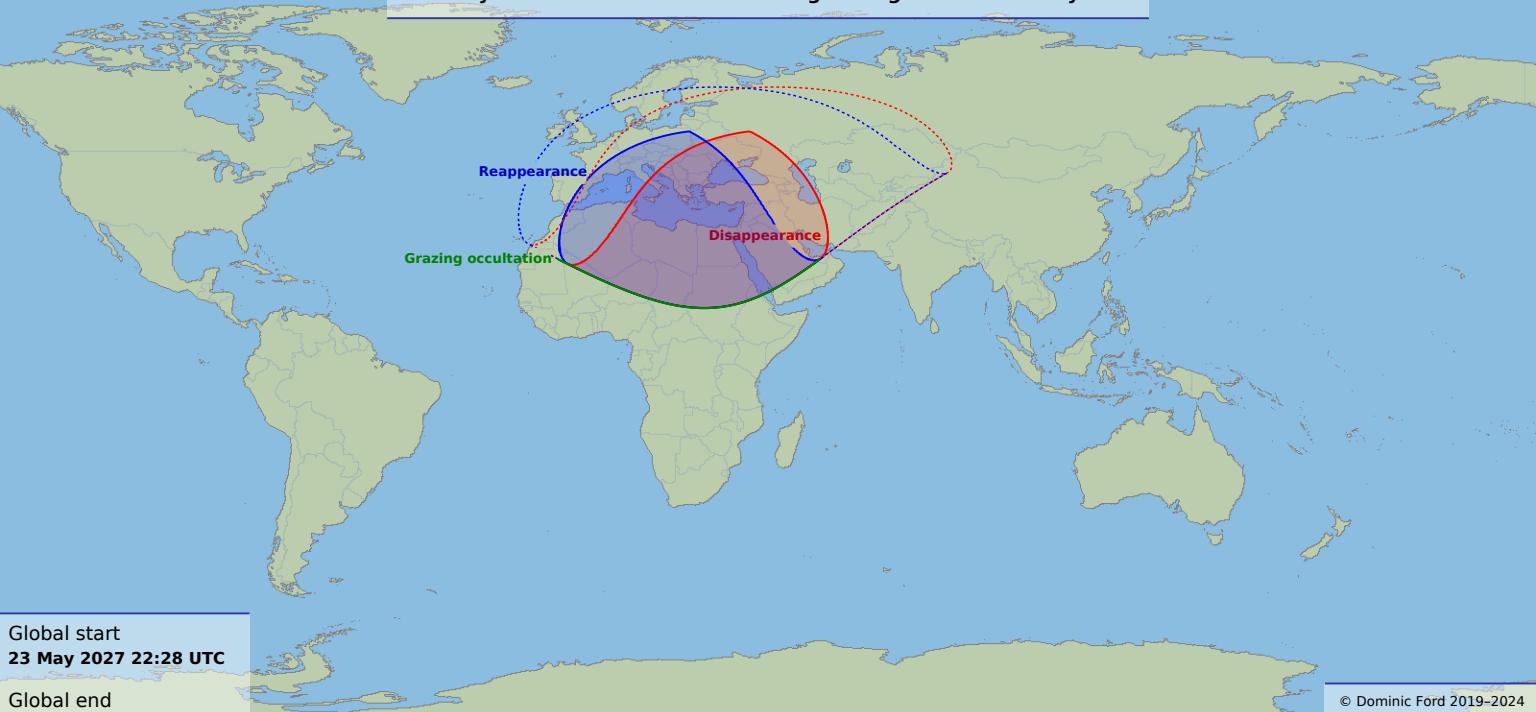 Reappearance
Disappearance
Grazing occultation
Global start
23 May 2027 22:28 UTC
Global end
© Dominic Ford 2019–2024